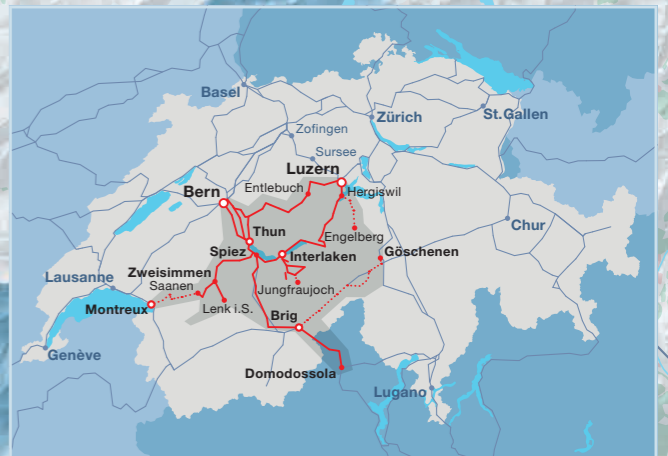 Basel
Zürich
St.Gallen
Zofingen
Sursee
Luzern
Entlebuch
Hergiswil
Bern
Thun
Engelberg
Chur
Spiez
Interlaken
Göschenen
Zweisimmen
Lausanne
Saanen
Jungfraujoch
Montreux
Lenk i.S.
Brig
Genève
Domodossola
Lugano